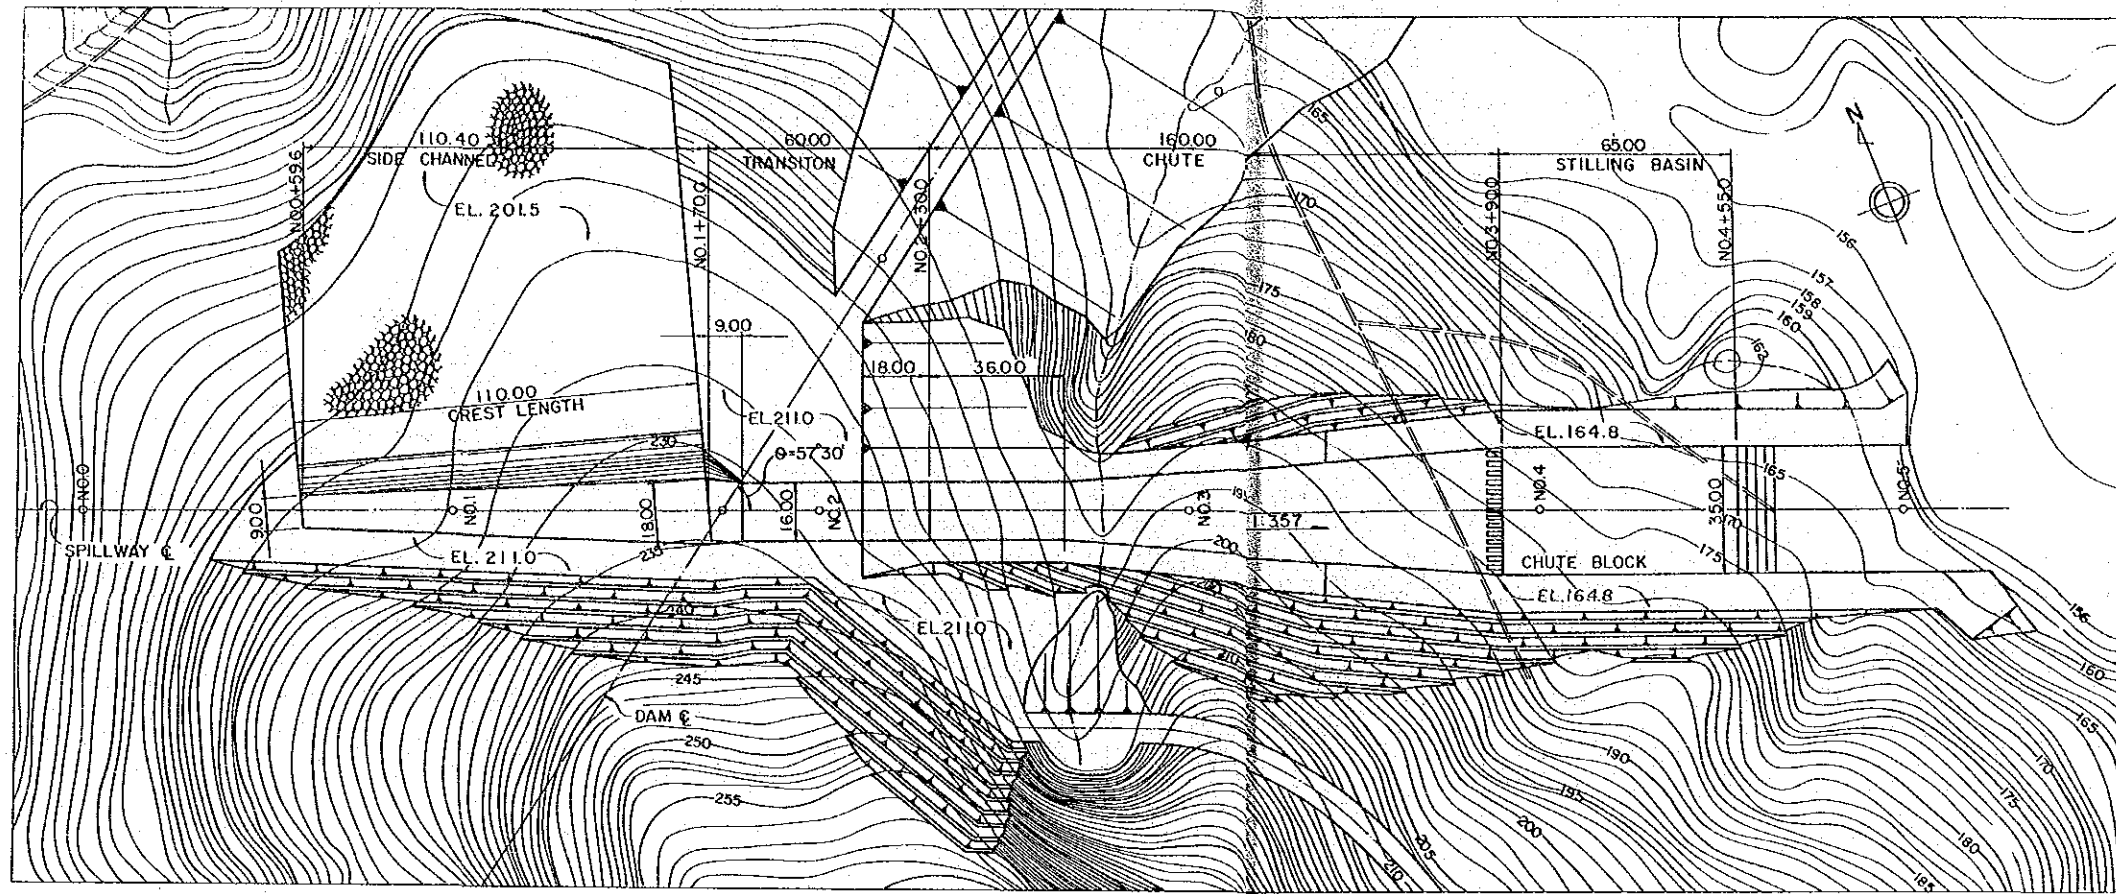 110.40
SIDE CHANNEL
60.00
TRANSITON
160.00
CHUTE
65.00
STILLING BASIN
N
NO.0+59.6
NO.1+70.0
NO.2+30.0
NO.3+90.0
NO.4+55.0
EL. 201.5
165
170
175
180
156
157
158
159
160
162
9.00
18.00
36.00
110.00
CREST LENGTH
EL.211.0
θ=57°30'
230
EL.164.8
165
NO.0
9.00
NO.1
18.00
16.00
NO.2
NO.3
1:3.57
NO.4
35.00
170
NO.5
SPILLWAY ℄
EL. 211.0
235
200
175
CHUTE BLOCK
EL.164.8
240
EL.211.0
210
245
DAM ℄
250
255
156
160
165
170
175
180
185
190
195
200
205
210